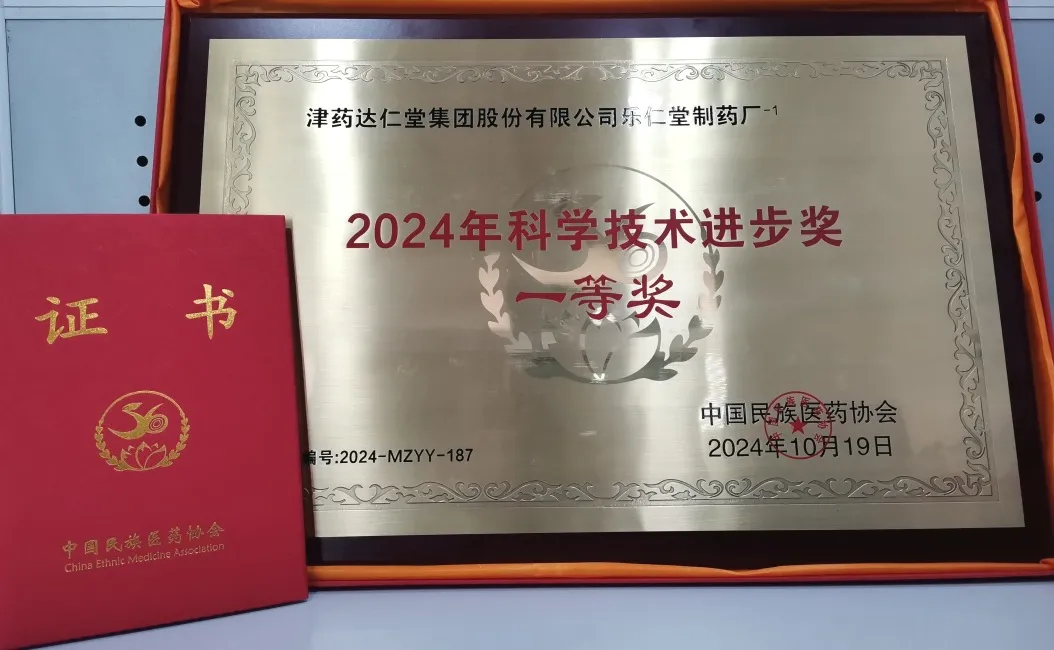 津药达仁堂集团股份有限公司乐仁堂制药厂-1
2024年科学技术进步奖
一等奖
中国民族医药协会
2024年10月19日
编号:2024-MZYY-187
证 书
56
中国民族医药协会
China Ethnic Medicine Association